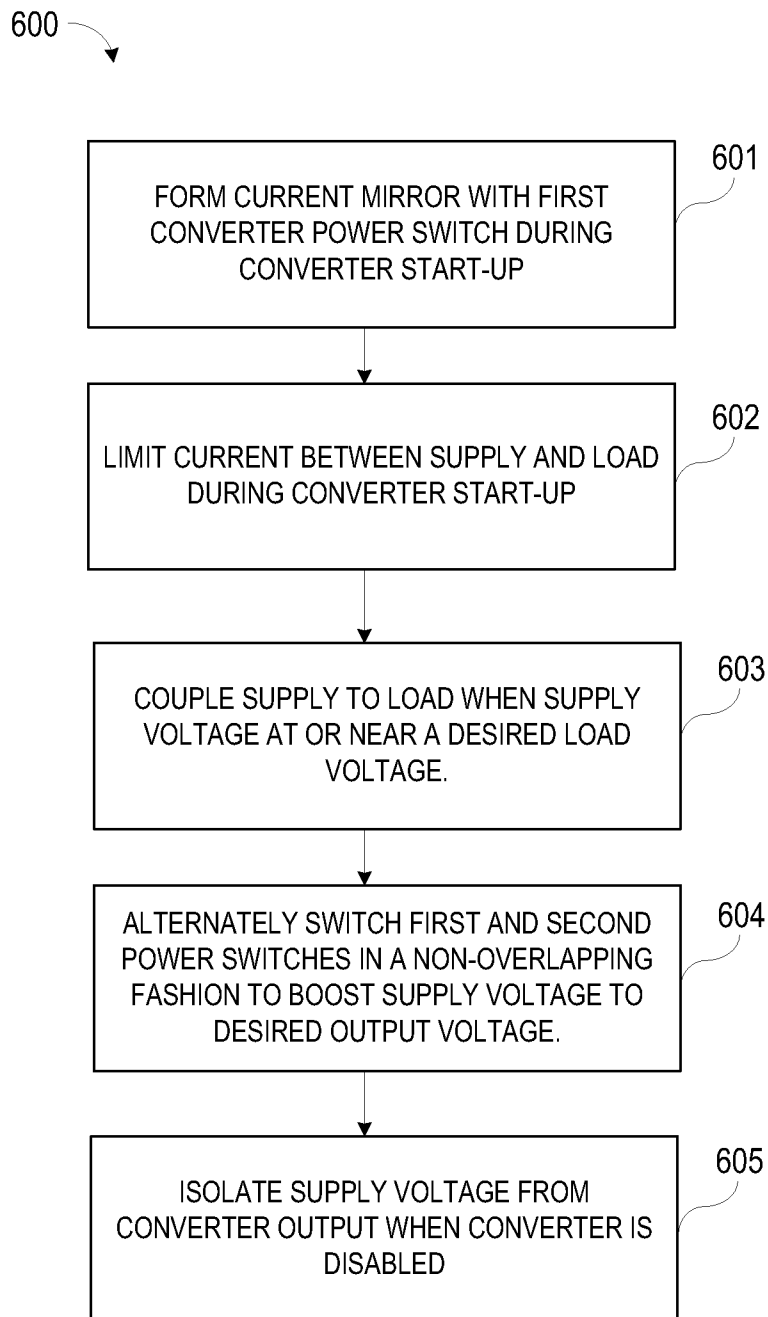 600
601
FORM CURRENT MIRROR WITH FIRST
CONVERTER POWER SWITCH DURING
CONVERTER START-UP
602
LIMIT CURRENT BETWEEN SUPPLY AND LOAD
DURING CONVERTER START-UP
603
COUPLE SUPPLY TO LOAD WHEN SUPPLY
VOLTAGE AT OR NEAR A DESIRED LOAD
VOLTAGE.
604
ALTERNATELY SWITCH FIRST AND SECOND
POWER SWITCHES IN A NON-OVERLAPPING
FASHION TO BOOST SUPPLY VOLTAGE TO
DESIRED OUTPUT VOLTAGE.
605
ISOLATE SUPPLY VOLTAGE FROM
CONVERTER OUTPUT WHEN CONVERTER IS
DISABLED